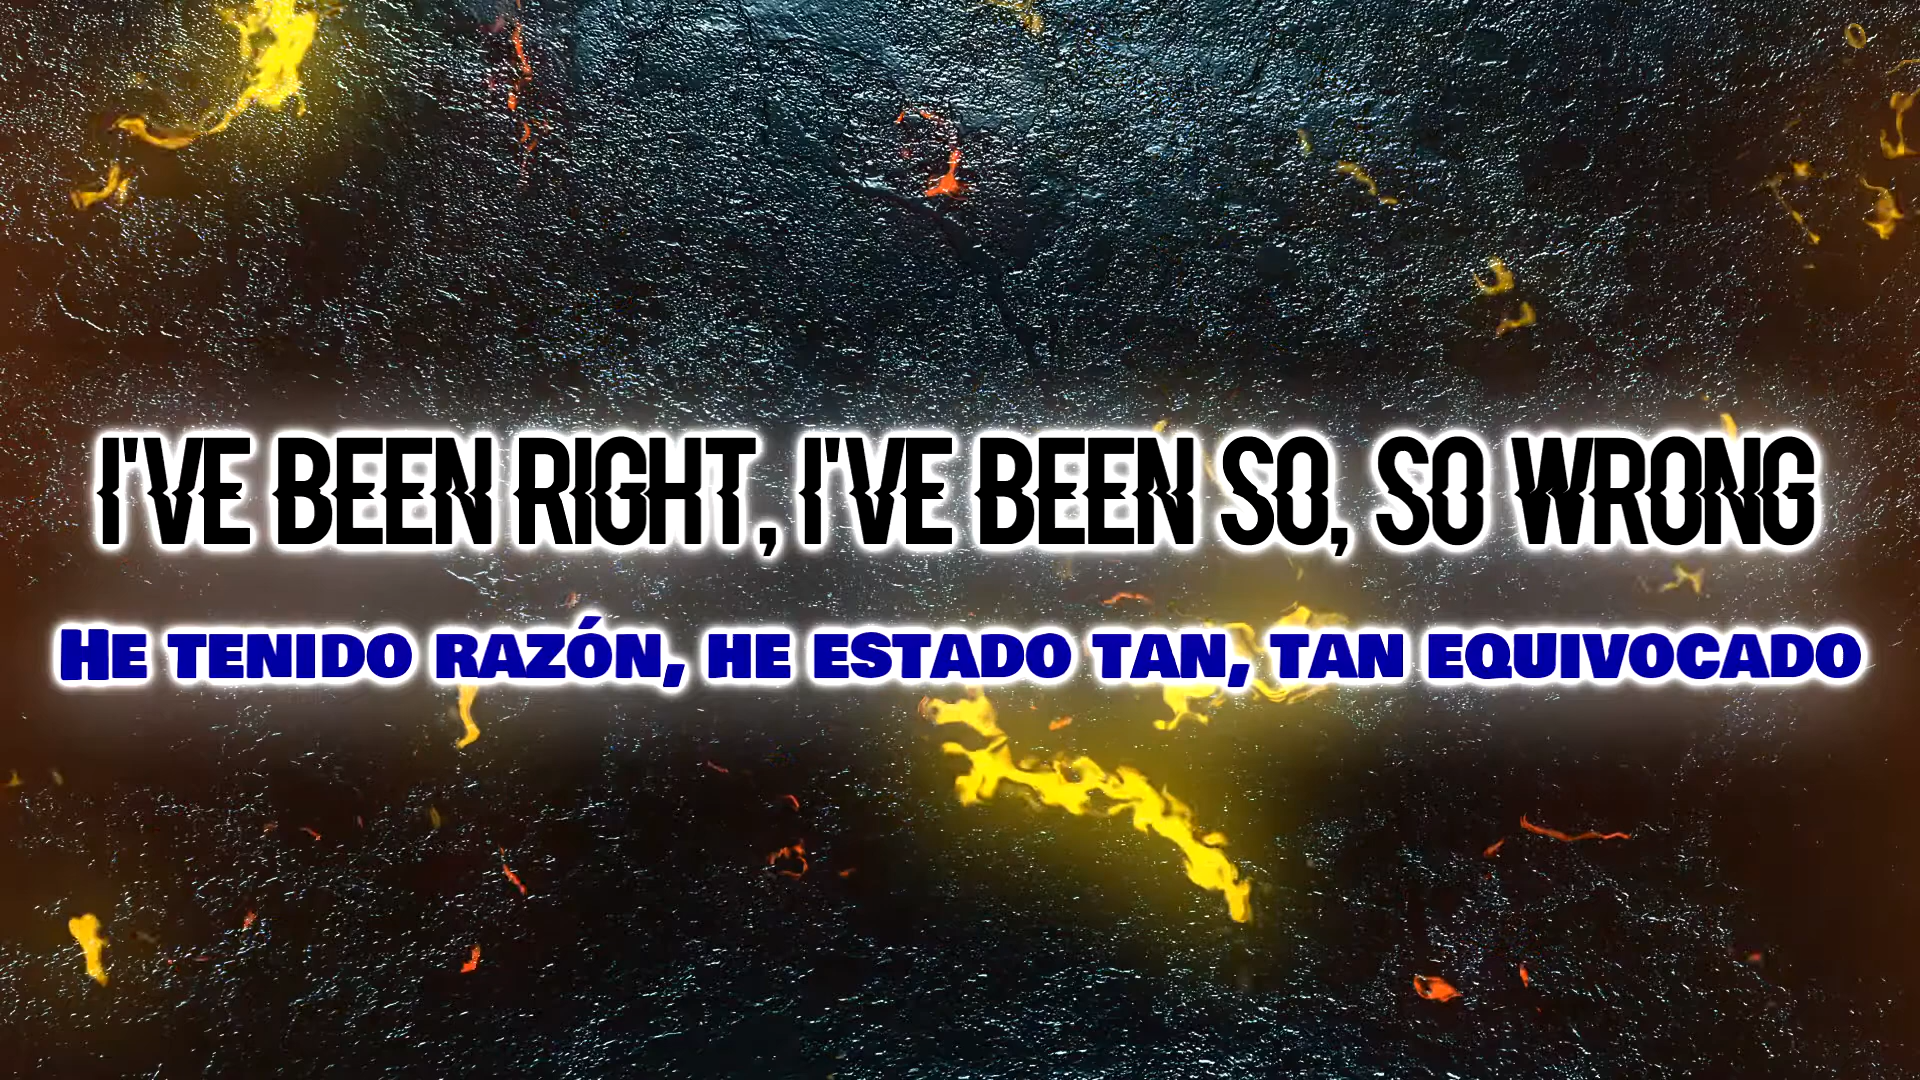 I'VE BEEN RIGHT, I'VE BEEN SO, SO WRONG
He tenido razón, he estado tan, tan equivocado